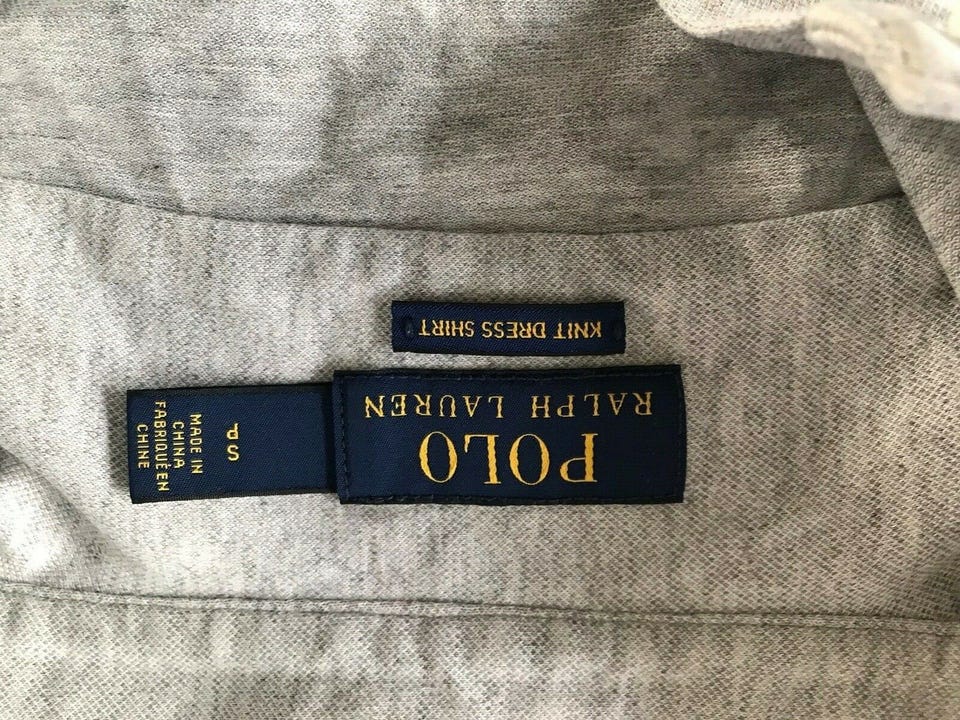 POLO
RALPH LAUREN
KNIT DRESS SHIRT
S
P
MADE IN
CHINA
FABRIQUÉ EN
CHINE